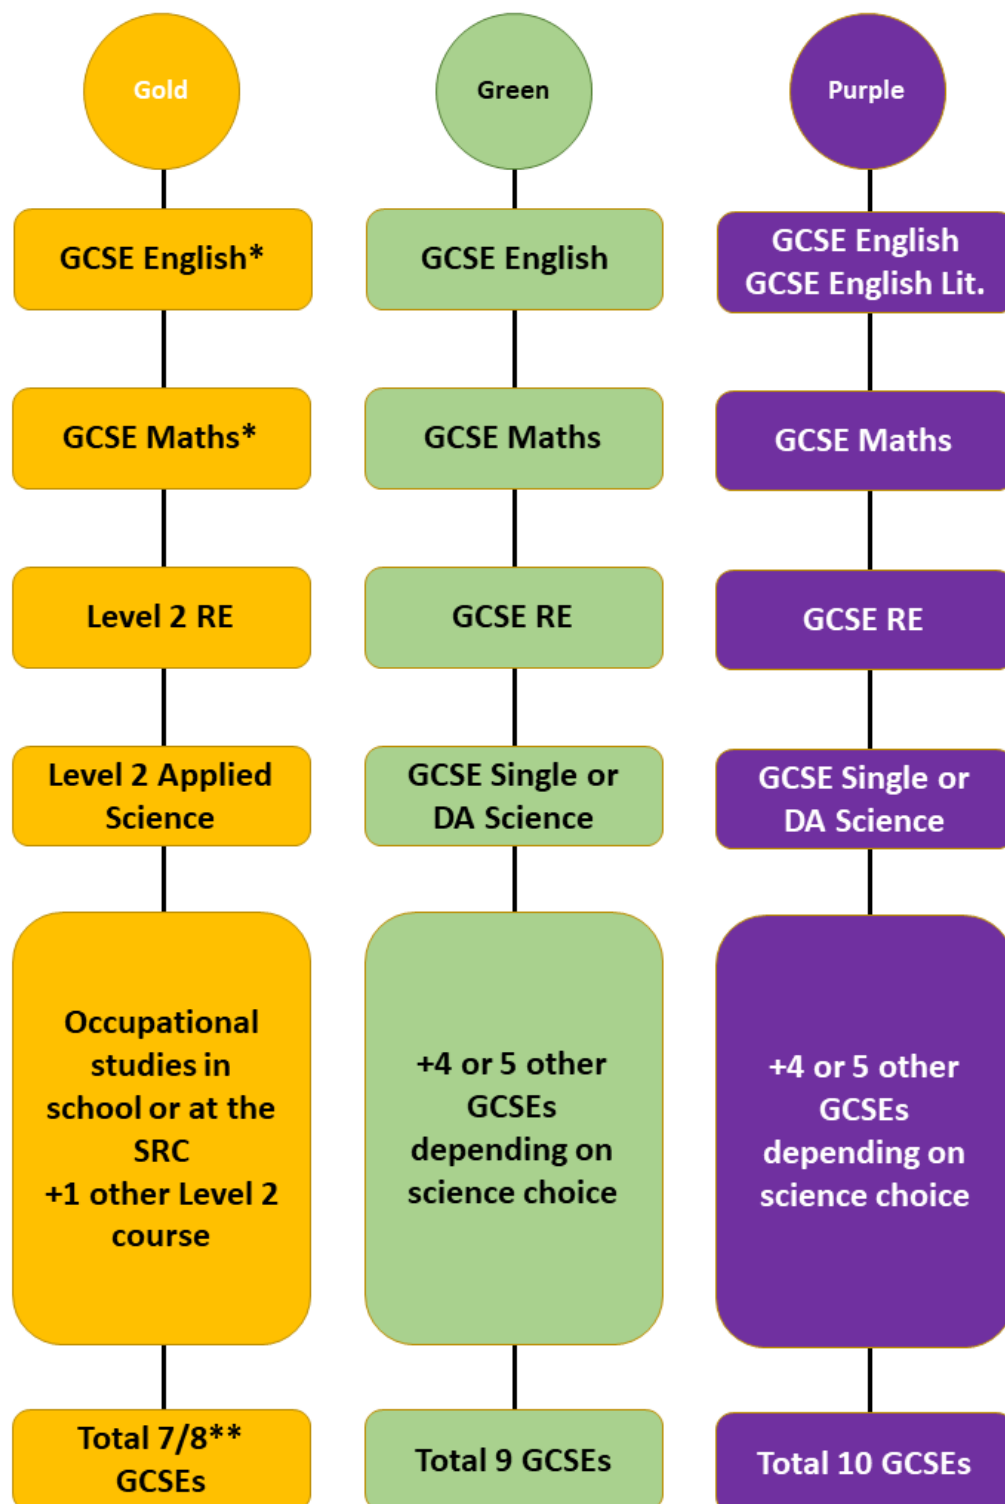 Gold
GCSE English*
GCSE Maths*
Level 2 RE
Level 2 Applied
Science
Occupational
studies in
school or at the
SRC
+1 other Level 2
course
Total 7/8**
GCSEs
Green
GCSE English
GCSE Maths
GCSE RE
GCSE Single or
DA Science
+4 or 5 other
GCSEs
depending on
science choice
Total 9 GCSEs
Purple
GCSE English
GCSE English Lit.
GCSE Maths
GCSE RE
GCSE Single or
DA Science
+4 or 5 other
GCSEs
depending on
science choice
Total 10 GCSEs